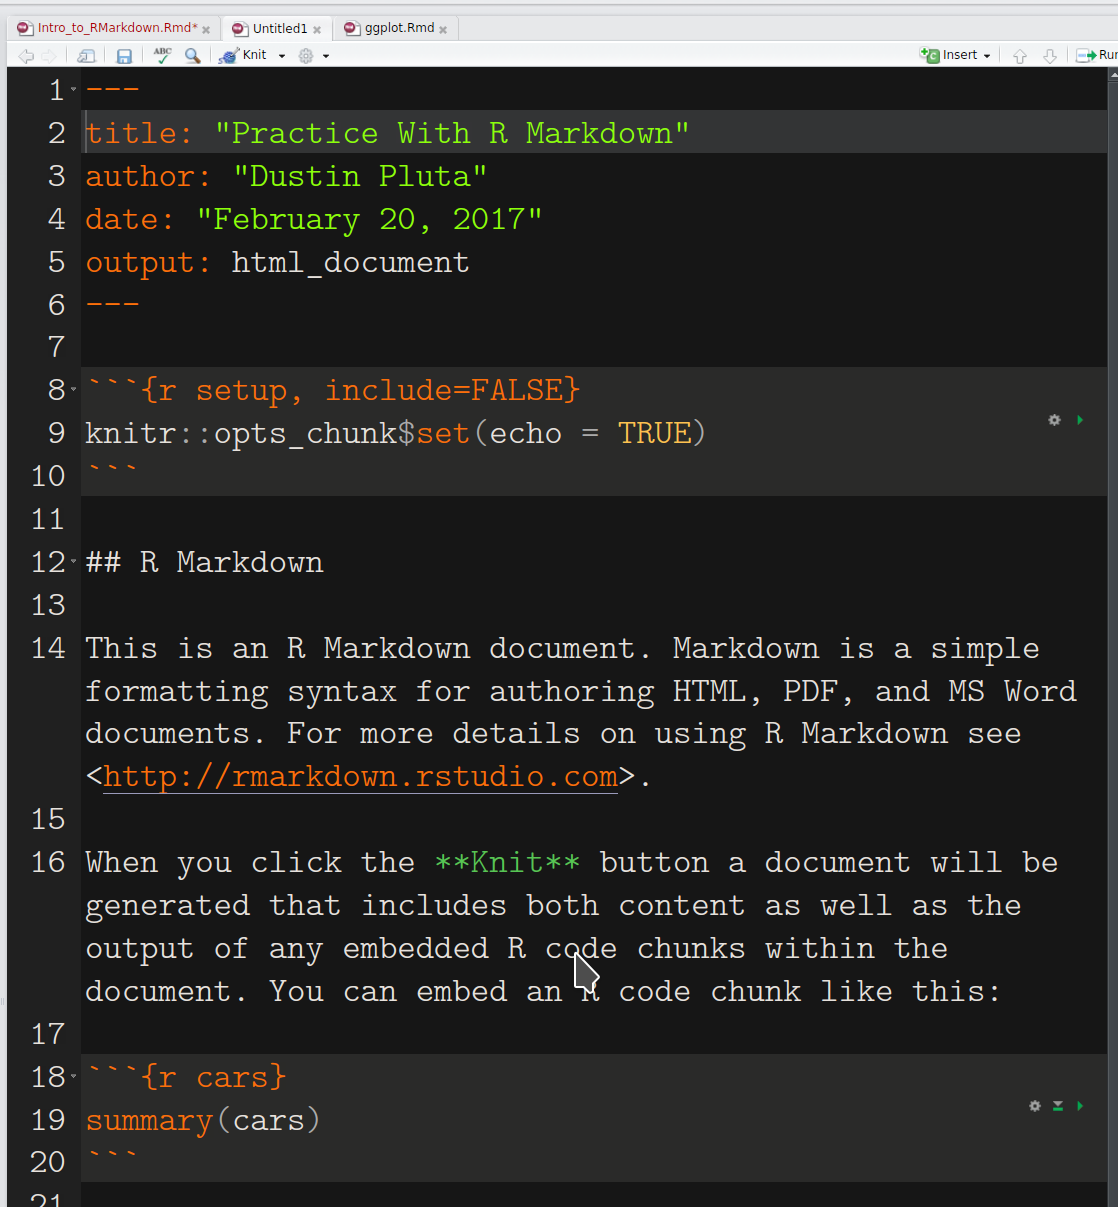 Intro_to_RMarkdown.Rmd* Untitled1 ggplot.Rmd
ABC Knit Insert Run
1 ---
2 title: "Practice With R Markdown"
3 author: "Dustin Pluta"
4 date: "February 20, 2017"
5 output: html_document
6 ---
7
8 ```{r setup, include=FALSE}
9 knitr::opts_chunk$set(echo = TRUE)
10 ```
11
12 ## R Markdown
13
14 This is an R Markdown document. Markdown is a simple
formatting syntax for authoring HTML, PDF, and MS Word
documents. For more details on using R Markdown see
<http://rmarkdown.rstudio.com>.
15
16 When you click the **Knit** button a document will be
generated that includes both content as well as the
output of any embedded R code chunks within the
document. You can embed an R code chunk like this:
17
18 ```{r cars}
19 summary(cars)
20 ```
21